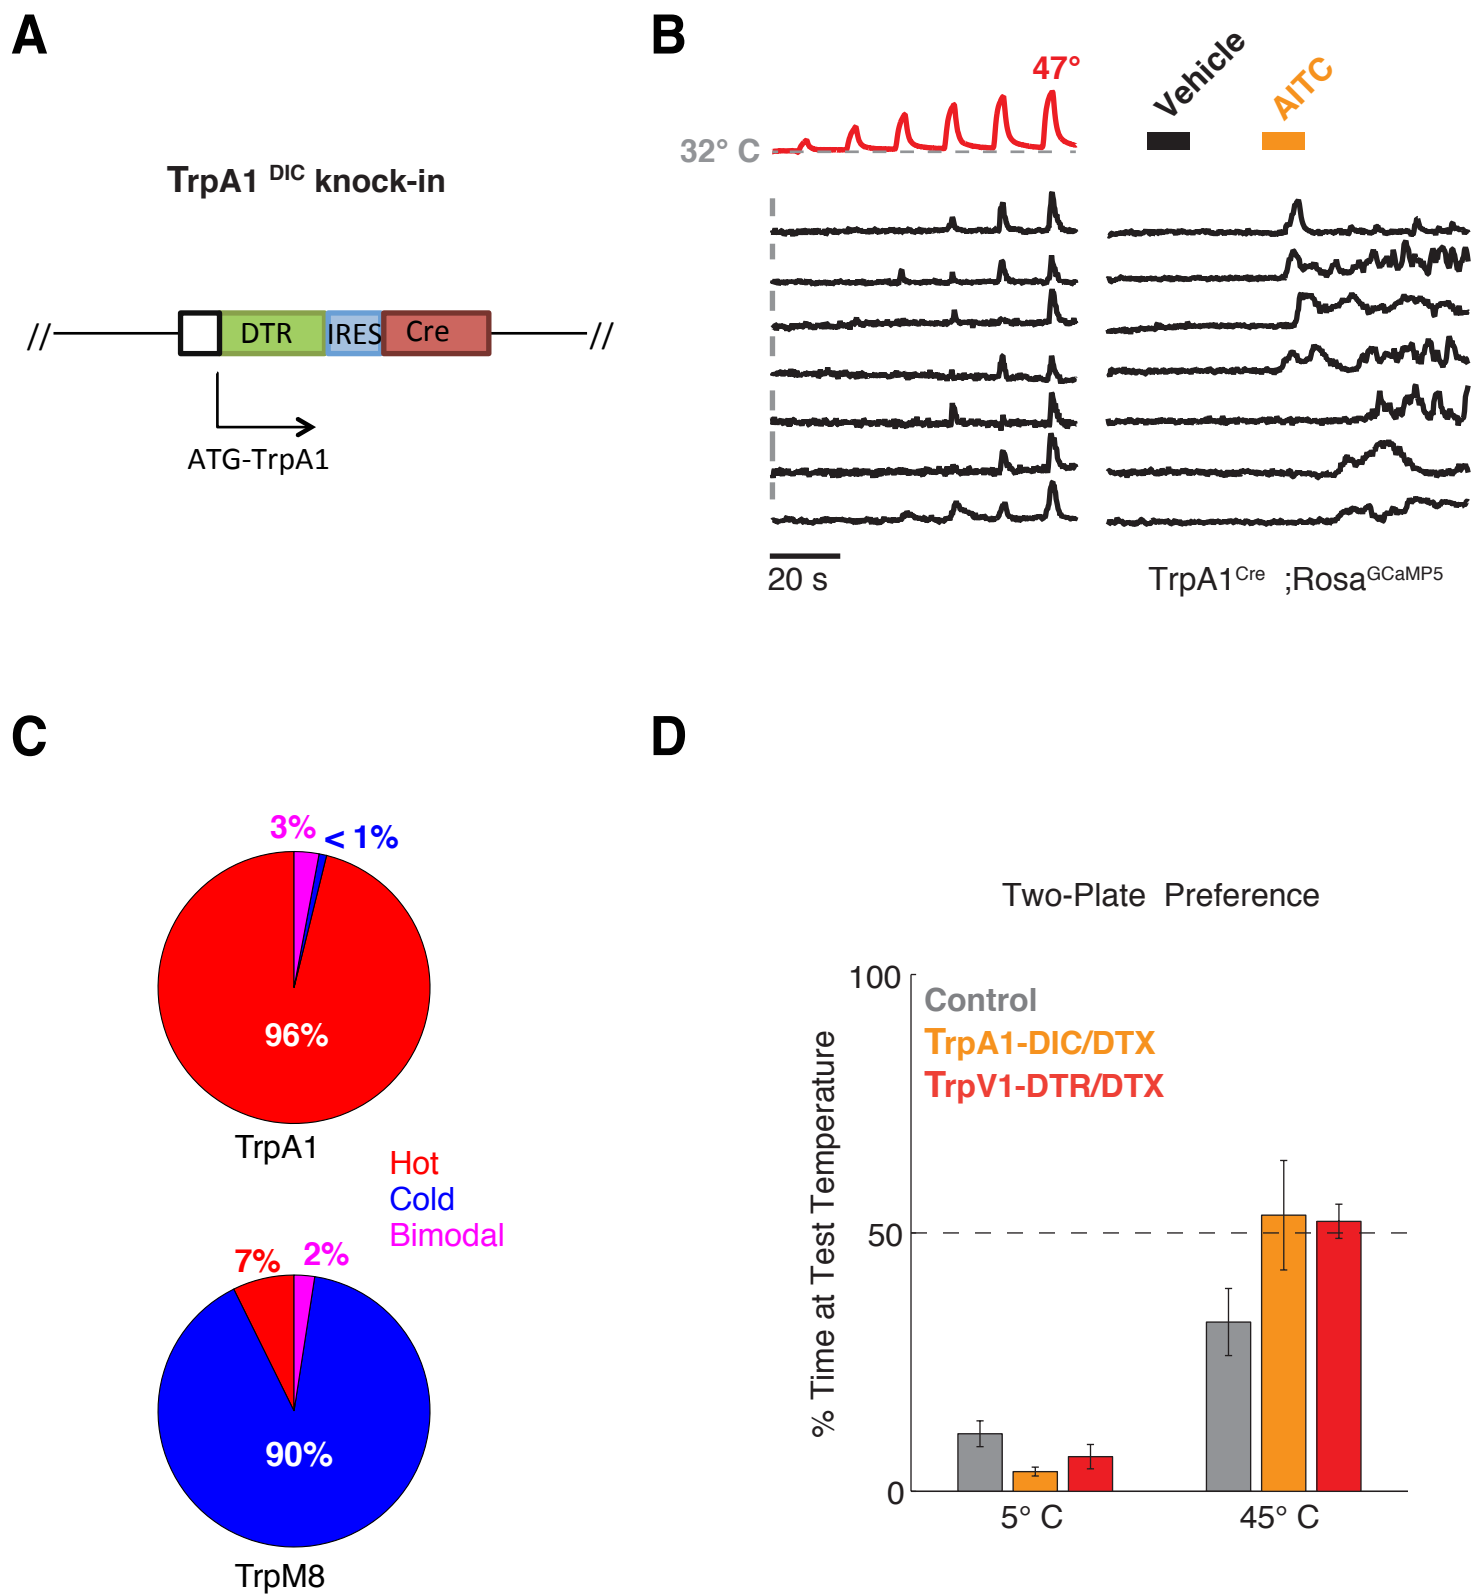 A
TrpA1 DIC knock-in
// DTR IRES Cre //
ATG-TrpA1
B
47°
32° C
Vehicle
AITC
20 s
TrpA1Cre ;RosaGCaMP5
C
3% < 1%
96%
TrpA1
Hot
Cold
Bimodal
7% 2%
90%
TrpM8
D
Two-Plate Preference
% Time at Test Temperature
100
50
0
Control
TrpA1-DIC/DTX
TrpV1-DTR/DTX
5° C 45° C